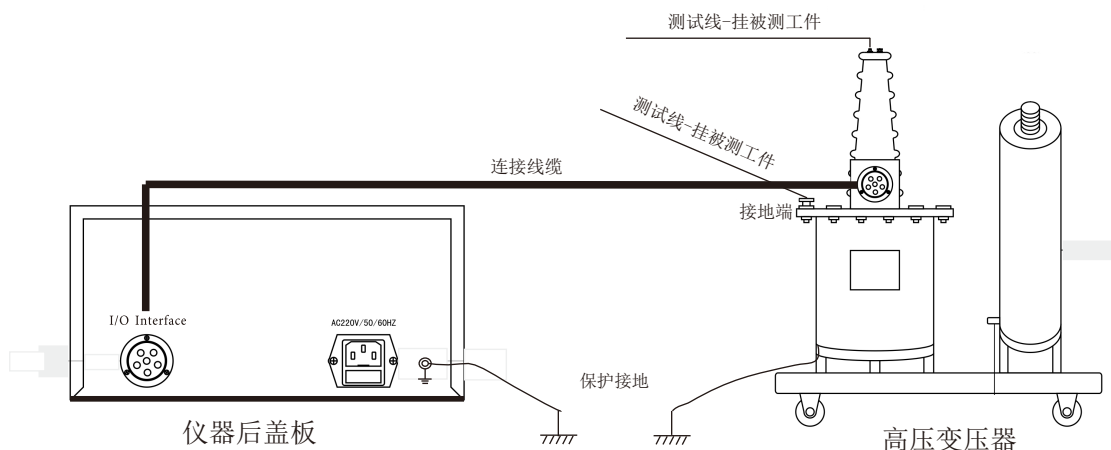 测试线-挂被测工件
测试线-挂被测工件
连接线缆
接地端
I/O Interface
AC220V/50/60HZ
保护接地
仪器后盖板
高压变压器